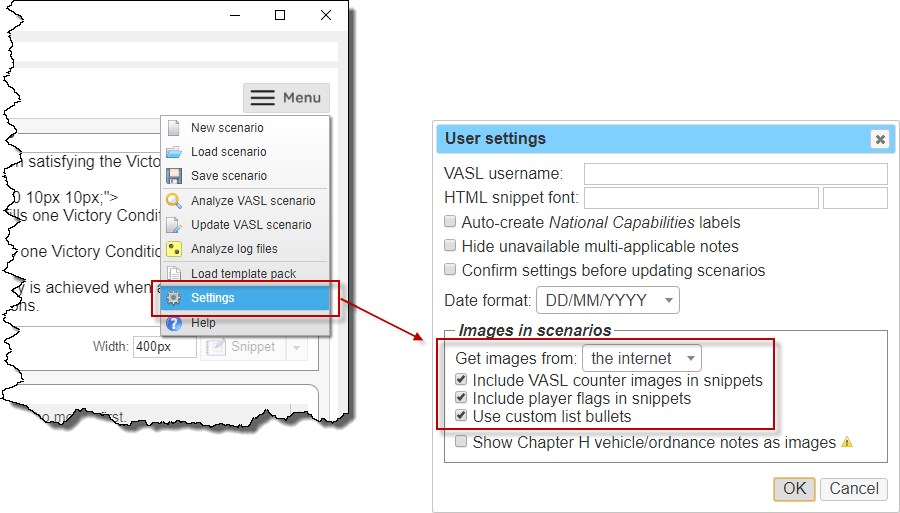 Menu
New scenario
Load scenario
Save scenario
Analyze VASL scenario
Update VASL scenario
Analyze log files
Load template pack
Settings
Help
satisfying the Victo
0 10px 10px;">
one Victory Condit
one Victory Condit
is achieved when a
ons.
Width: 400px Snippet
first.
User settings
VASL username:
HTML snippet font:
Auto-create National Capabilities labels
Hide unavailable multi-applicable notes
Confirm settings before updating scenarios
Date format: DD/MM/YYYY
Images in scenarios
Get images from: the internet
Include VASL counter images in snippets
Include player flags in snippets
Use custom list bullets
Show Chapter H vehicle/ordnance notes as images
OK Cancel